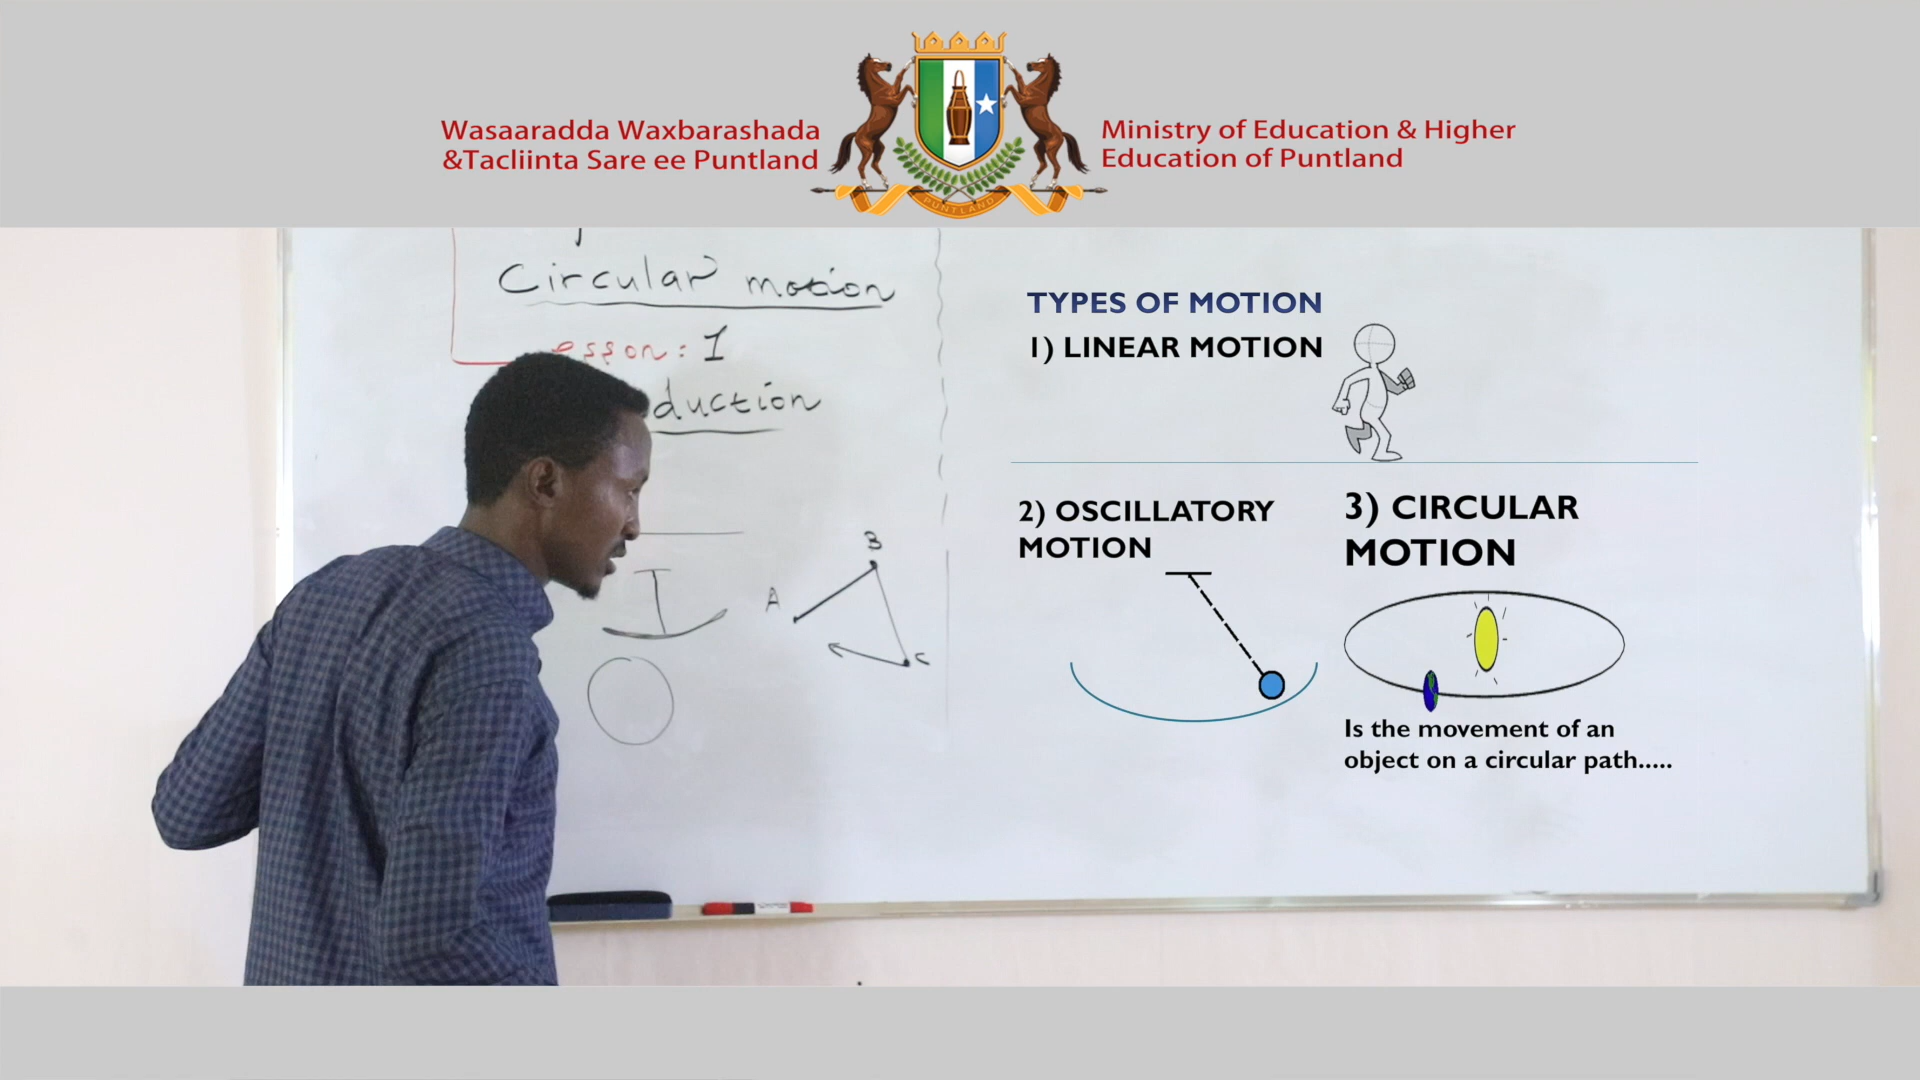 Wasaaradda Waxbarashada
&Tacliinta Sare ee Puntland
PUNTLAND
Ministry of Education & Higher
Education of Puntland
Circular motion
esson: 1
duction
A
B
C
TYPES OF MOTION
1) LINEAR MOTION
2) OSCILLATORY
MOTION
3) CIRCULAR
MOTION
Is the movement of an
object on a circular path.....